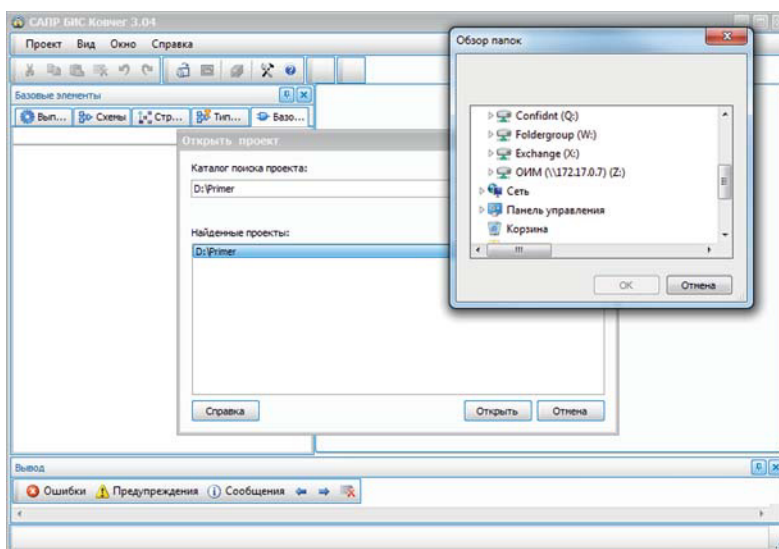 САПР БИС Ковчег 3.04
Проект Вид Окно Справка
Базовые элементы
Вып... Схемы Стр... Тип... Базо...
Открыть проект
Каталог поиска проекта:
D:\Primer
Найденные проекты:
D:\Primer
Справка Открыть Отмена
Обзор папок
Confidnt (Q:)
Foldergroup (W:)
Exchange (X:)
ОИМ (\\172.17.0.7) (Z:)
Сеть
Панель управления
Корзина
OK Отмена
Вывод
Ошибки Предупреждения Сообщения